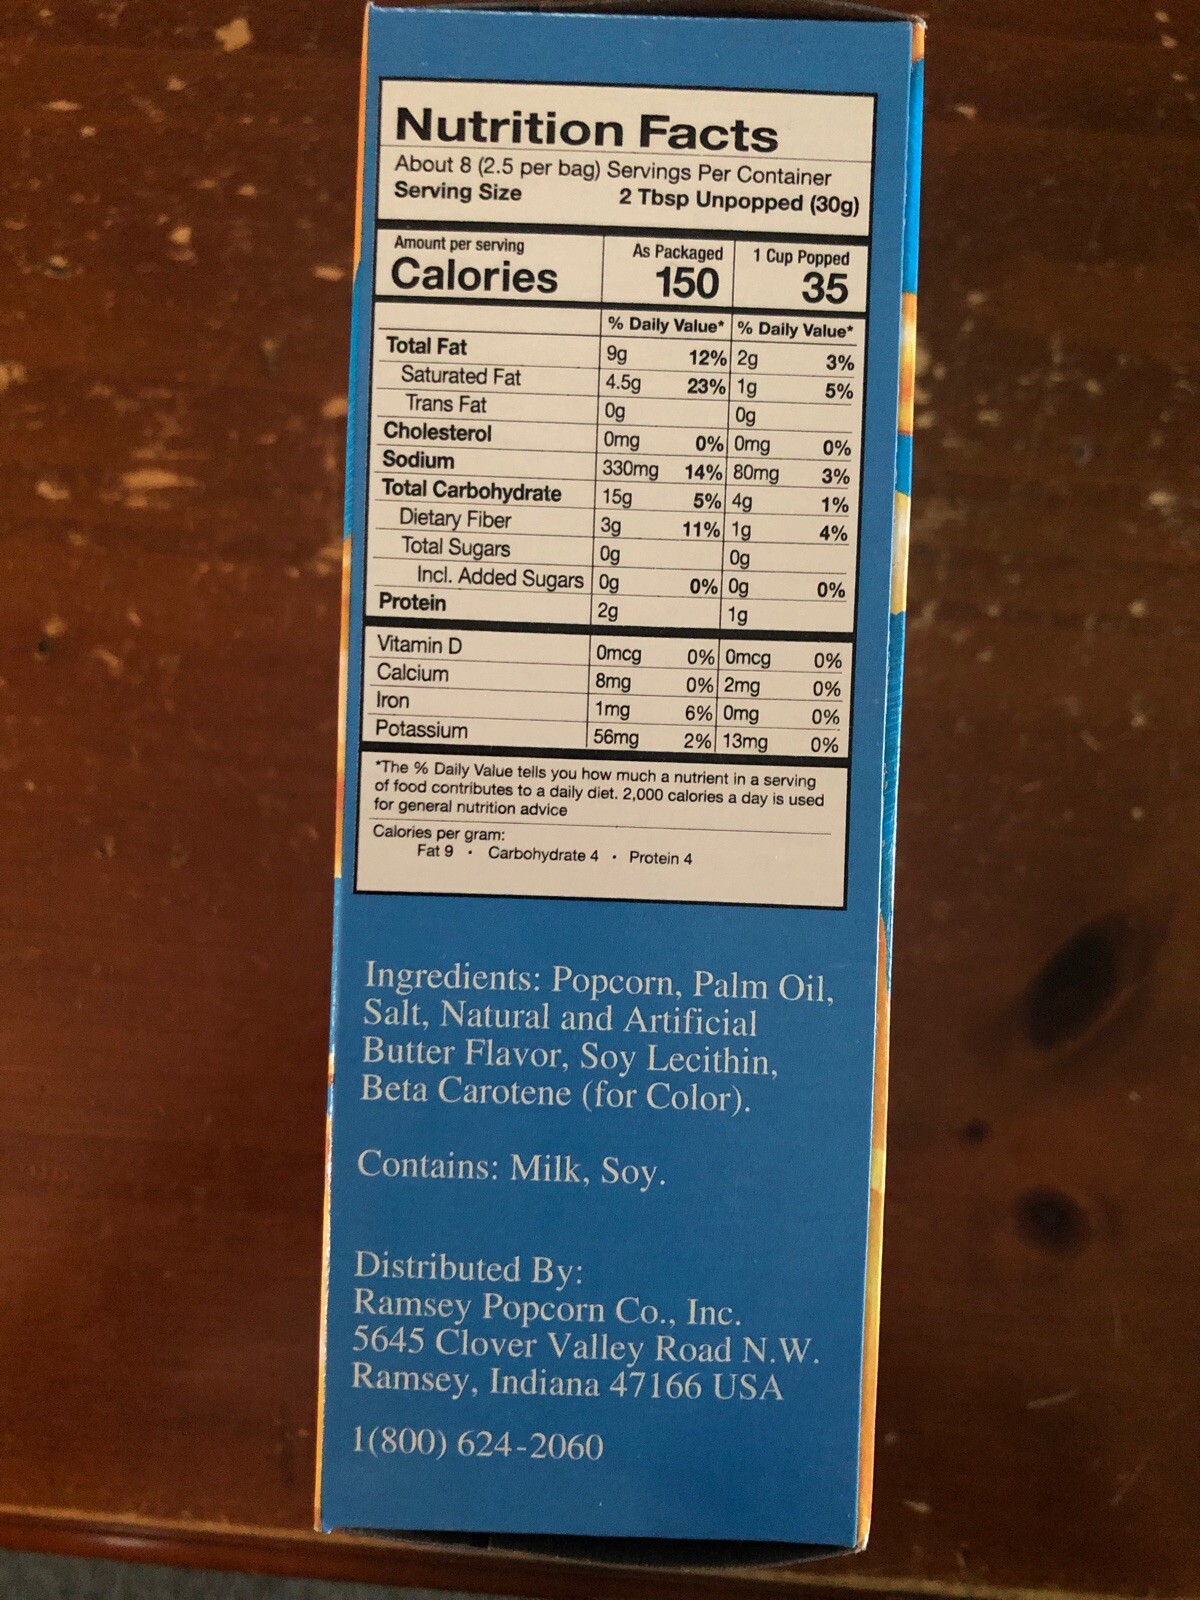 Nutrition Facts
About 8 (2.5 per bag) Servings Per Container
Serving Size 2 Tbsp Unpopped (30g)
Amount per serving As Packaged 1 Cup Popped
Calories 150 35
% Daily Value* % Daily Value*
Total Fat 9g 12% 2g 3%
Saturated Fat 4.5g 23% 1g 5%
Trans Fat 0g 0g
Cholesterol 0mg 0% 0mg 0%
Sodium 330mg 14% 80mg 3%
Total Carbohydrate 15g 5% 4g 1%
Dietary Fiber 3g 11% 1g 4%
Total Sugars 0g 0g
Incl. Added Sugars 0g 0% 0g 0%
Protein 2g 1g
Vitamin D 0mcg 0% 0mcg 0%
Calcium 8mg 0% 2mg 0%
Iron 1mg 6% 0mg 0%
Potassium 56mg 2% 13mg 0%
*The % Daily Value tells you how much a nutrient in a serving
of food contributes to a daily diet. 2,000 calories a day is used
for general nutrition advice
Calories per gram:
Fat 9 · Carbohydrate 4 · Protein 4
Ingredients: Popcorn, Palm Oil,
Salt, Natural and Artificial
Butter Flavor, Soy Lecithin,
Beta Carotene (for Color).
Contains: Milk, Soy.
Distributed By:
Ramsey Popcorn Co., Inc.
5645 Clover Valley Road N.W.
Ramsey, Indiana 47166 USA
1(800) 624-2060